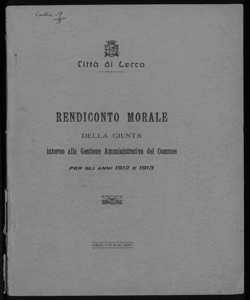 Città di Lecco
RENDICONTO MORALE
DELLA GIUNTA
intorno alla Gestione Amministrativa del Comune
PER GLI ANNI 1912 E 1913